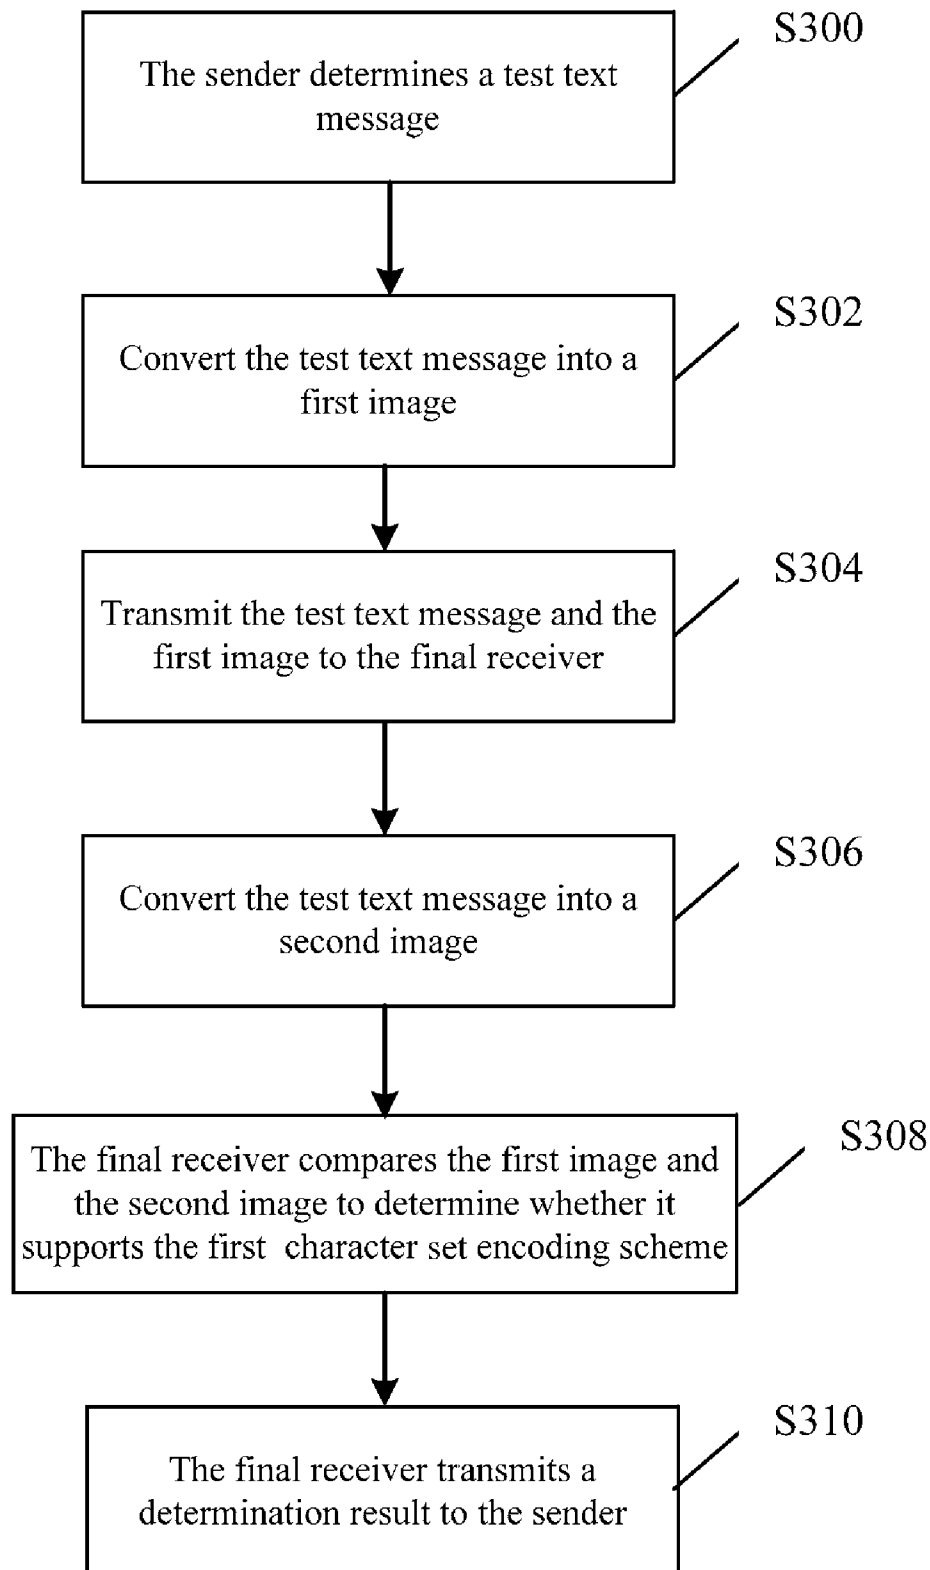 S300
The sender determines a test text
message
S302
Convert the test text message into a
first image
S304
Transmit the test text message and the
first image to the final receiver
S306
Convert the test text message into a
second image
S308
The final receiver compares the first image and
the second image to determine whether it
supports the first character set encoding scheme
S310
The final receiver transmits a
determination result to the sender